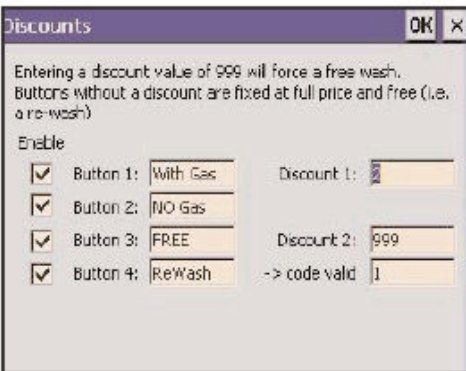 Discounts OK ×
Entering a discount value of 999 will force a free wash.
Buttons without a discount are fixed at full price and free (i.e.
a re-wash)
Enable
Button 1: With Gas Discount 1: 2
Button 2: NO Gas
Button 3: FREE Discount 2: 999
Button 4: ReWash -> code valid 1